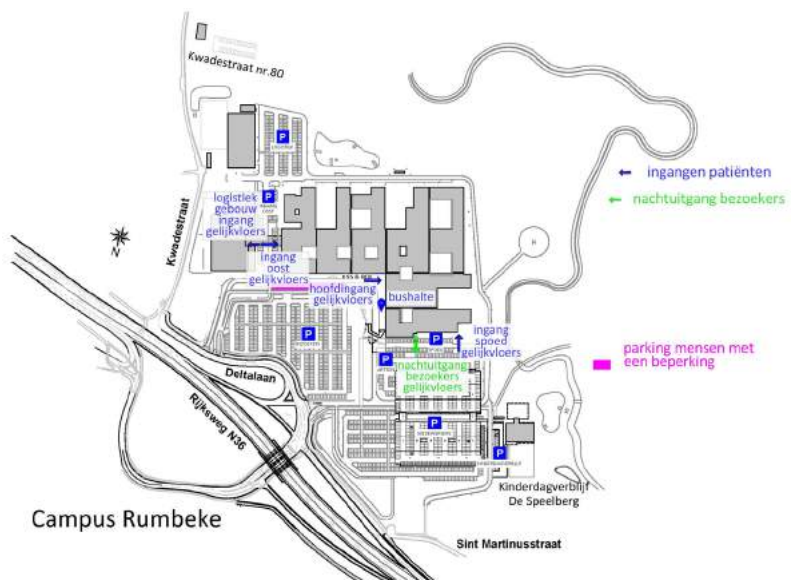 Kwadestraat nr.80
P
P
logistiek
gebouw
ingang
gelijkvloers
Kwadestraat
N
ingang
oost
gelijkvloers
hoofdingang
gelijkvloers
bushalte
H
ingangen patiënten
nachtuitgang bezoekers
P
P
P
ingang
spoed
gelijkvloers
nachtuitgang
bezoekers
gelijkvloers
parking mensen met
een beperking
Deltalaan
Rijksweg N36
P
P
Kinderdagverblijf
De Speelberg
Campus Rumbeke
Sint Martinusstraat